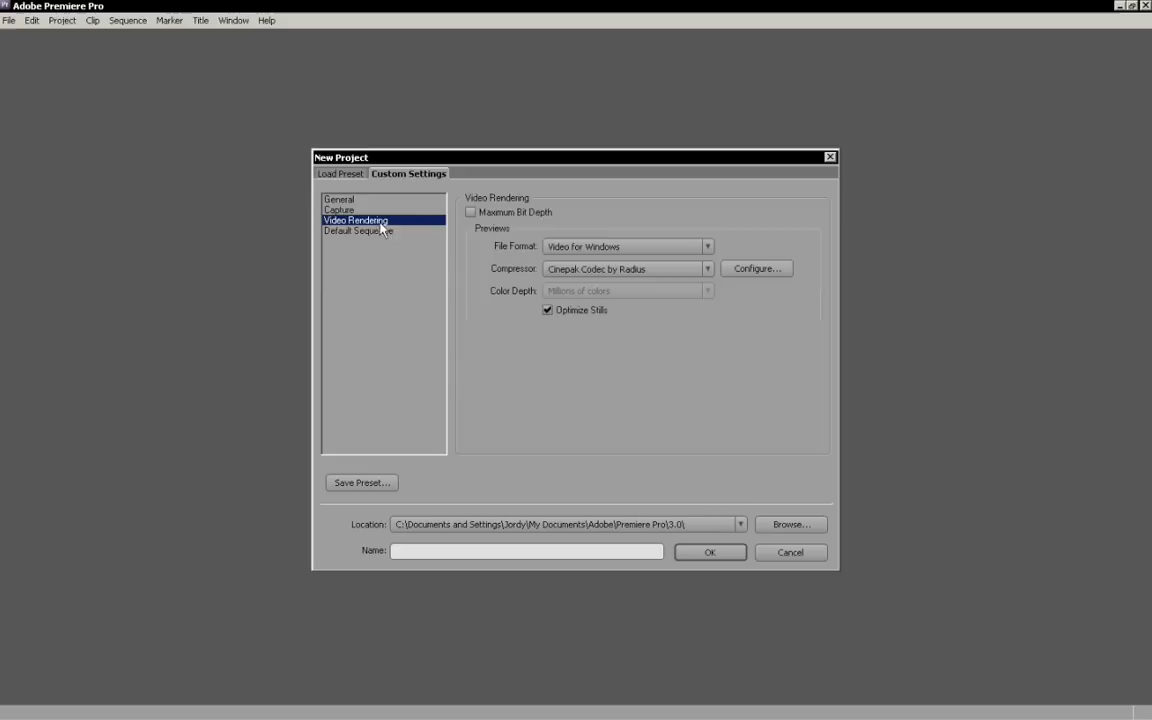 Pr Adobe Premiere Pro
File Edit Project Clip Sequence Marker Title Window Help
New Project
Load Preset Custom Settings
General
Capture
Video Rendering
Default Sequence
Video Rendering
Maximum Bit Depth
Previews
File Format: Video for Windows
Compressor: Cinepak Codec by Radius Configure...
Color Depth: Millions of colors
Optimize Stills
Save Preset...
Location: C:\Documents and Settings\Jordy\My Documents\Adobe\Premiere Pro\3.0\ Browse...
Name: OK Cancel